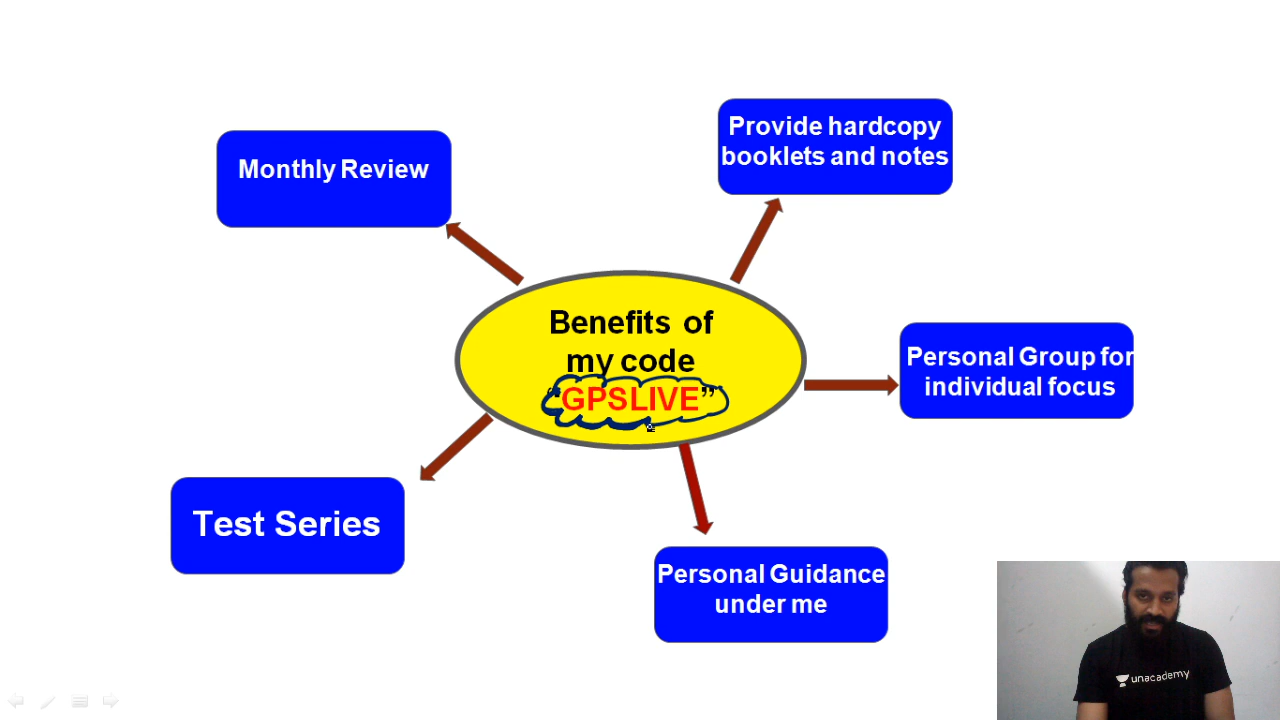 Monthly Review
Provide hardcopy
booklets and notes
Benefits of
my code
“GPSLIVE”
Personal Group for
individual focus
Test Series
Personal Guidance
under me
unacademy